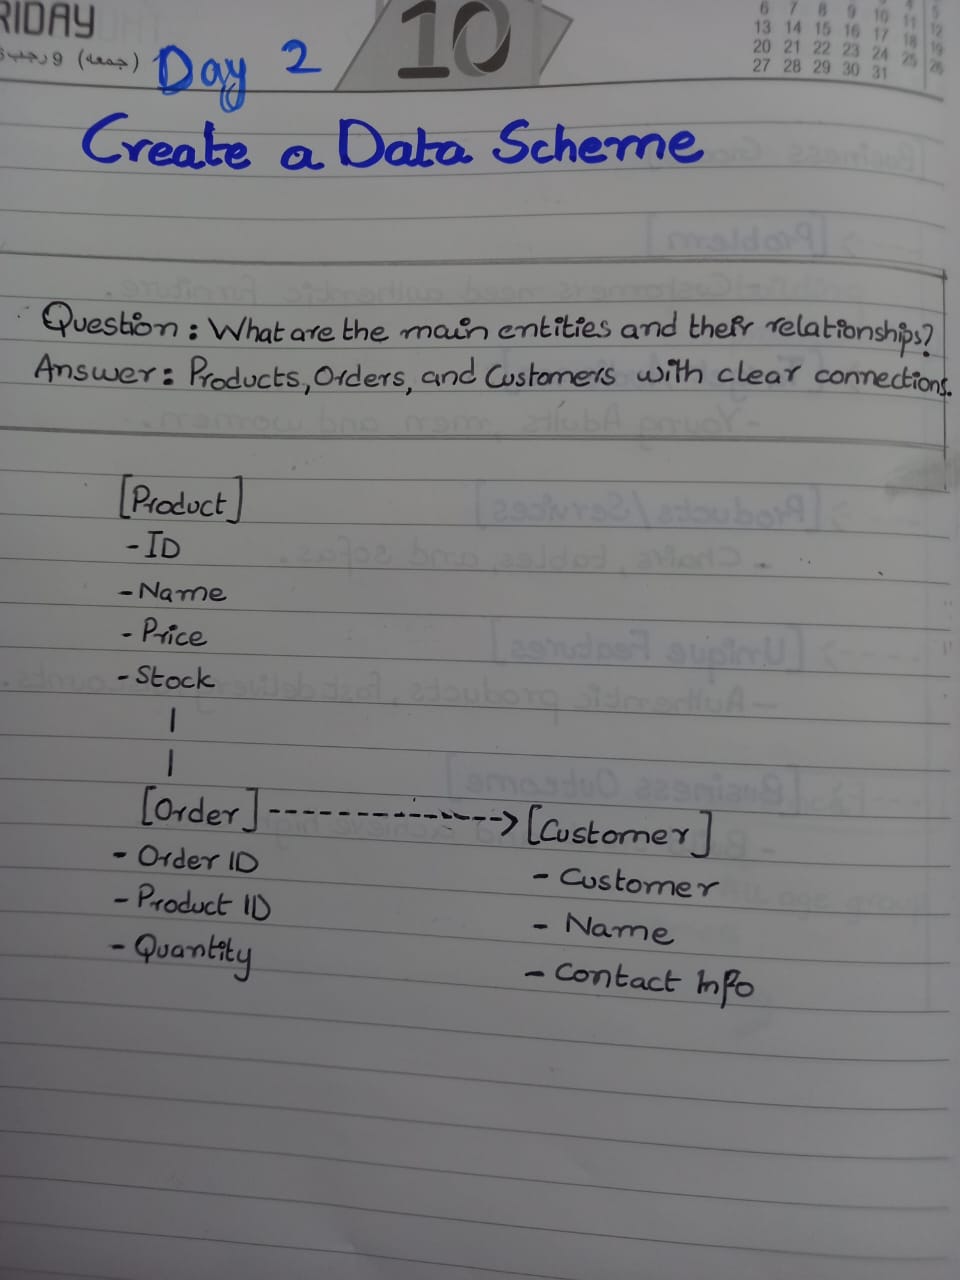 RIDAY
(جمعه) ۹ رجب
10
6 7 8 9 10 11 12
13 14 15 16 17 18 19
20 21 22 23 24 25 26
27 28 29 30 31
Day 2
Create a Data Scheme
Question: What are the main entities and their relationships?
Answer: Products, Orders, and Customers with clear connections.
[Product]
- ID
- Name
- Price
- Stock
|
|
[Order] ------------> [Customer]
- Order ID
- Product ID
- Quantity
- Customer
- Name
- Contact Info